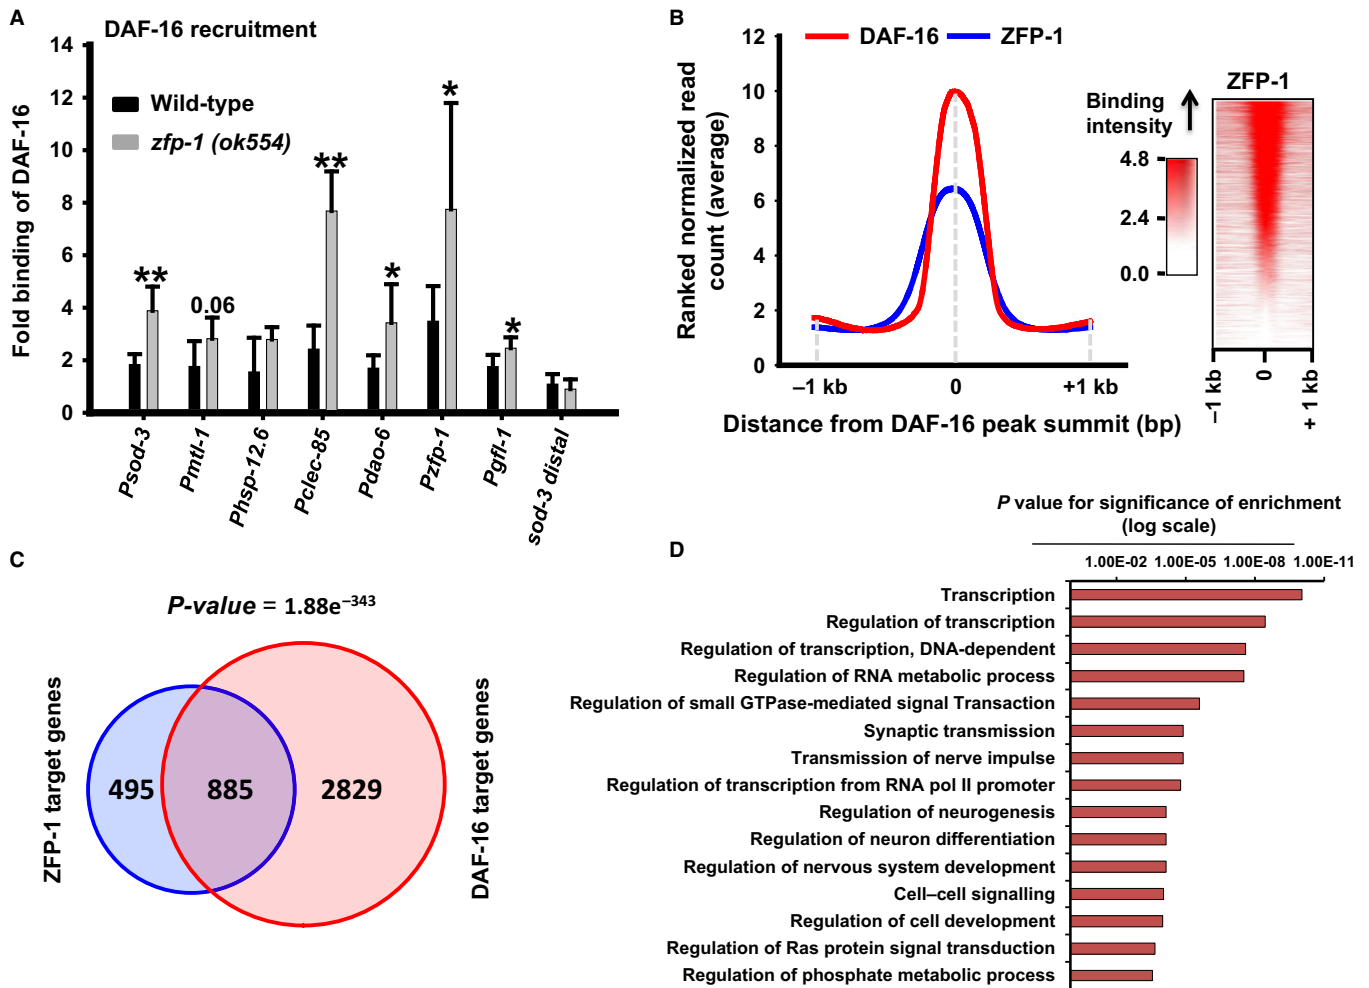 A
DAF-16 recruitment
Fold binding of DAF-16
14
12
10
8
6
4
2
0
Wild-type
zfp-1 (ok554)
**
0.06
**
*
*
*
Psod-3
Pmtl-1
Phsp-12.6
Pclec-85
Pdao-6
Pzfp-1
Pgfl-1
sod-3 distal
B
DAF-16
ZFP-1
Ranked normalized read
count (average)
12
10
8
6
4
2
0
–1 kb
0
+1 kb
Distance from DAF-16 peak summit (bp)
Binding
intensity
ZFP-1
4.8
2.4
0.0
–1 kb
0
+ 1 kb
C
P-value = 1.88e–343
ZFP-1 target genes
495
885
2829
DAF-16 target genes
D
P value for significance of enrichment
(log scale)
1.00E-02
1.00E-05
1.00E-08
1.00E-11
Transcription
Regulation of transcription
Regulation of transcription, DNA-dependent
Regulation of RNA metabolic process
Regulation of small GTPase-mediated signal Transaction
Synaptic transmission
Transmission of nerve impulse
Regulation of transcription from RNA pol II promoter
Regulation of neurogenesis
Regulation of neuron differentiation
Regulation of nervous system development
Cell–cell signalling
Regulation of cell development
Regulation of Ras protein signal transduction
Regulation of phosphate metabolic process